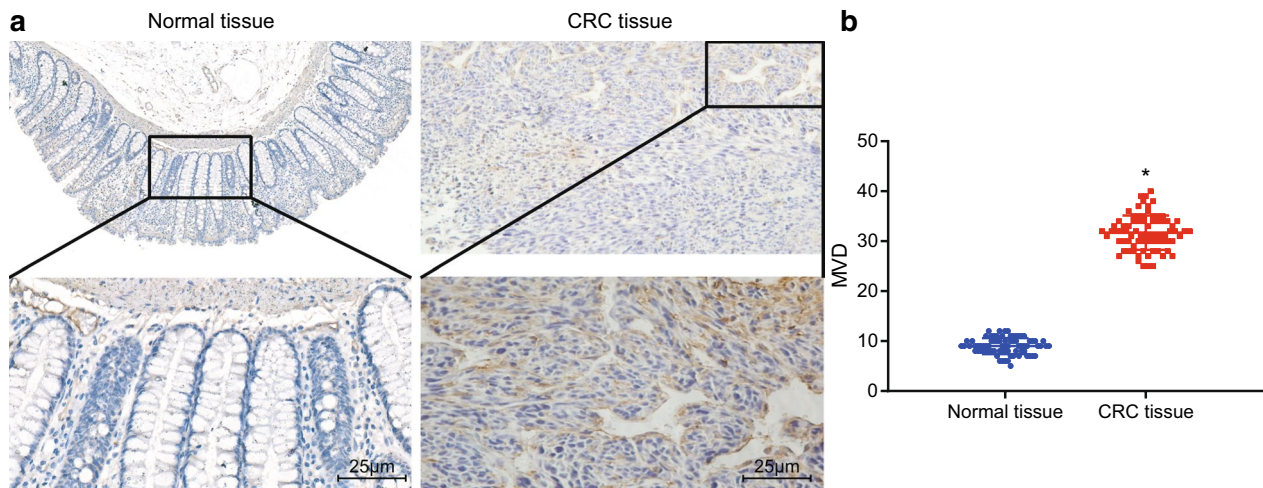 a
Normal tissue
CRC tissue
25μm
25μm
b
MVD
50
40
30
20
10
0
*
Normal tissue
CRC tissue